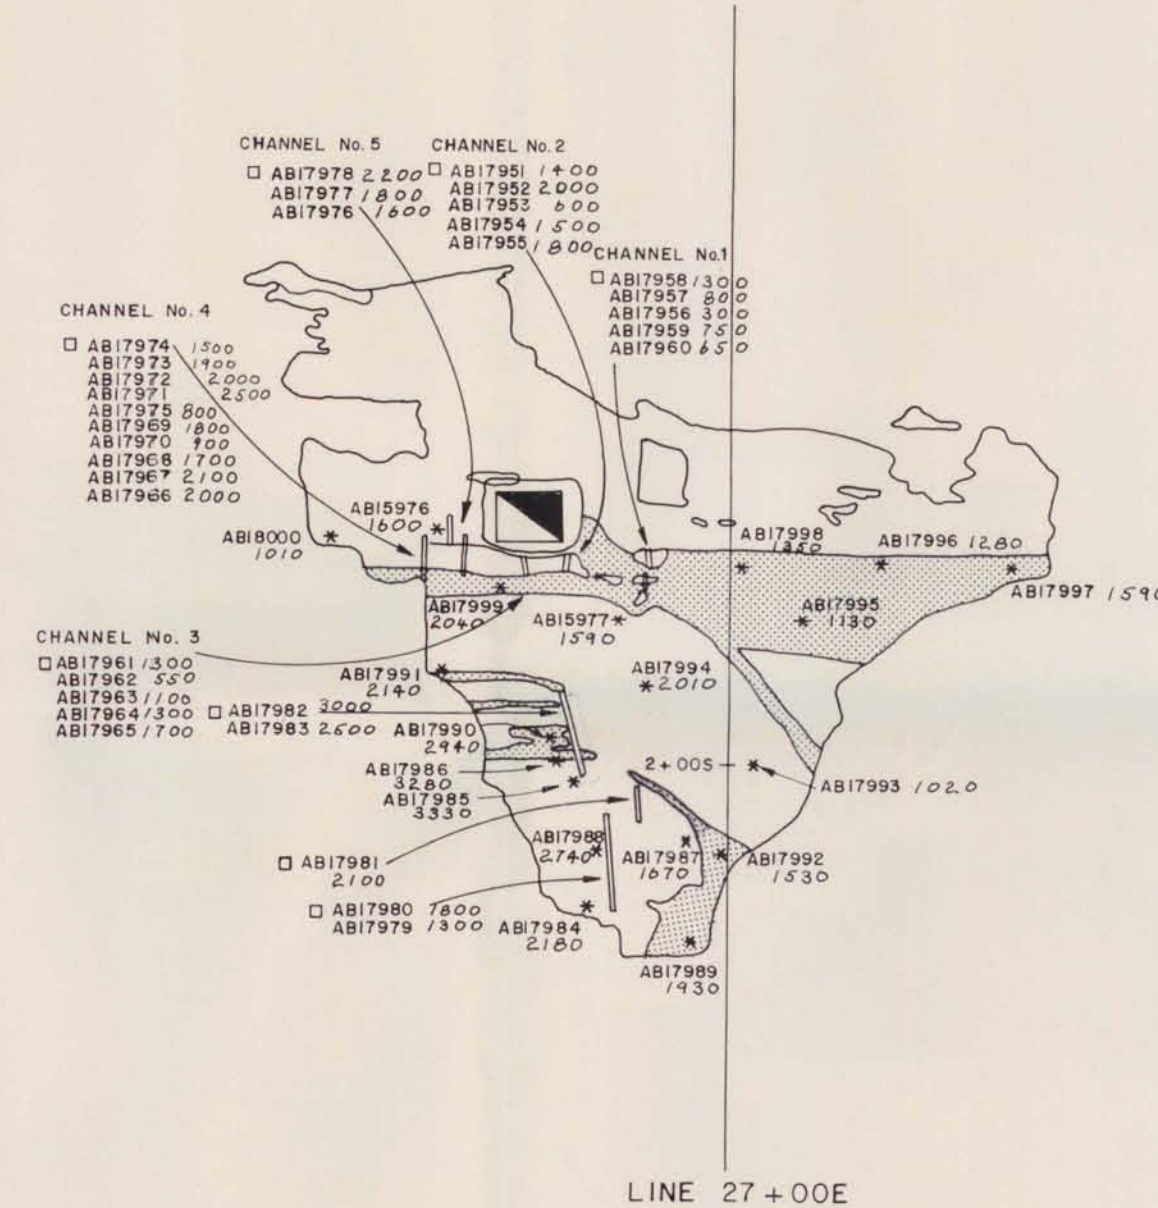 CHANNEL No. 5
□ AB17978 2200
AB17977 1800
AB17976 1600
CHANNEL No. 2
□ AB17951 1400
AB17952 2000
AB17953 600
AB17954 1500
AB17955 1800
CHANNEL No.1
□ AB17958 1300
AB17957 800
AB17956 300
AB17959 750
AB17960 650
CHANNEL No. 4
□ AB17974 1500
AB17973 1900
AB17972 2000
AB17971 2500
AB17975 800
AB17969 1800
AB17970 900
AB17968 1700
AB17967 2100
AB17966 2000
AB15976
1600
AB18000
1010
AB17998
1350
AB17996 1280
AB17997 1590
AB17995
1130
AB17999
2040
AB15977
1590
CHANNEL No. 3
□ AB17961 1300
AB17962 550
AB17963 1100
AB17964 1300
AB17965 1700
AB17991
2140
AB17994
2010
□ AB17982 3000
AB17983 2600
AB17990
2940
AB17986
3280
AB17985
3330
2+00S
AB17993 1020
AB17988
2740
AB17987
1670
AB17992
1530
□ AB17981
2100
□ AB17980 7800
AB17979 1300
AB17984
2180
AB17989
1930
LINE 27+00E